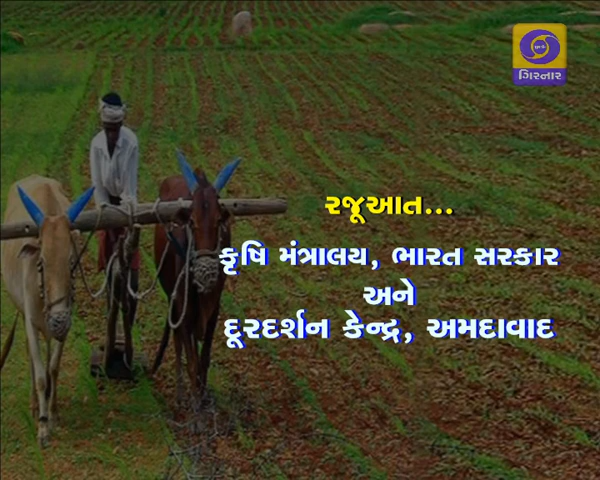 ગિરનાર
રજૂઆત...
કૃષિ મંત્રાલય, ભારત સરકાર
અને
દૂરદર્શન કેન્દ્ર, અમદાવાદ